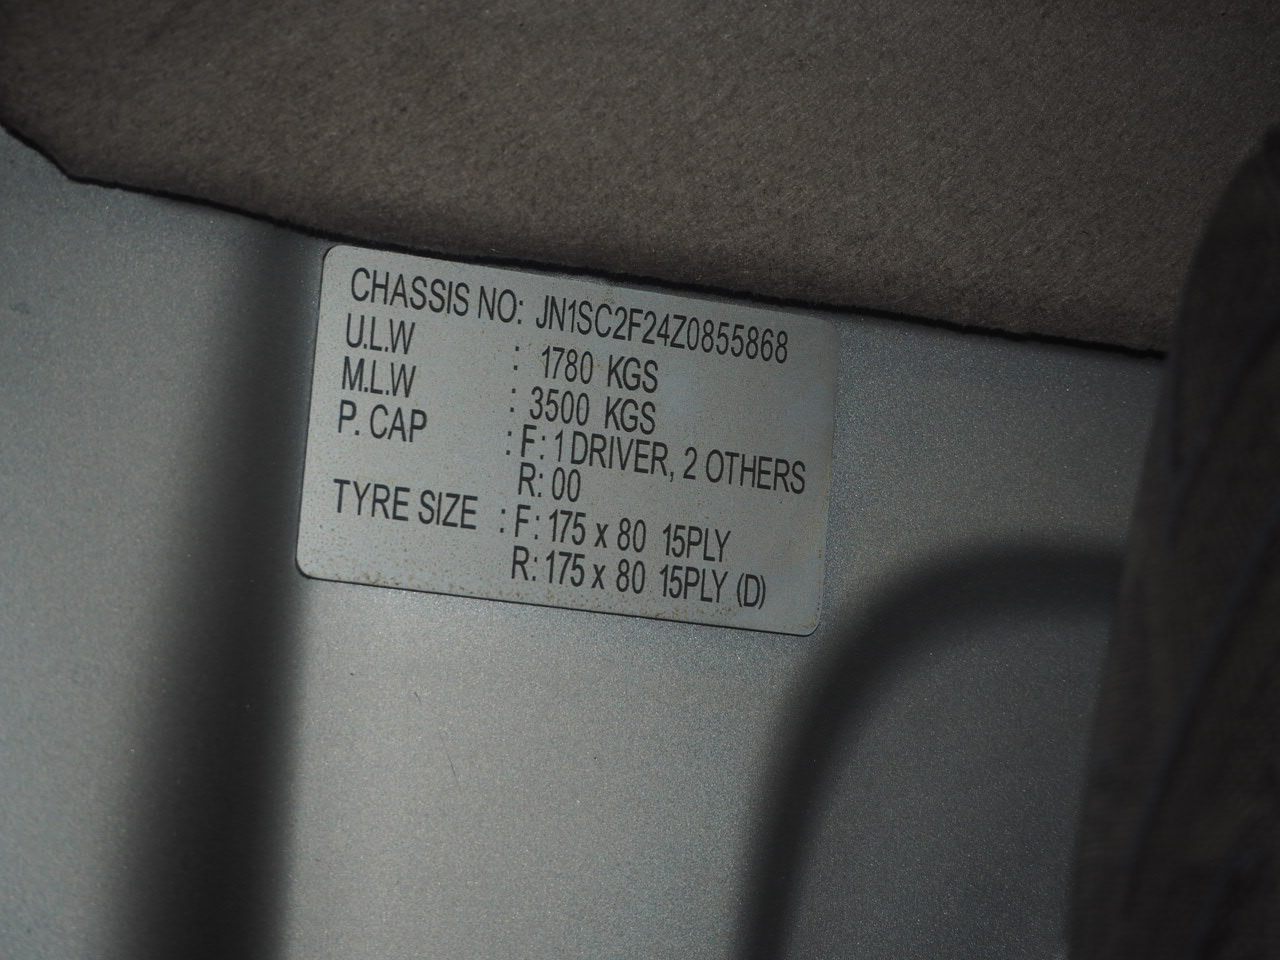 CHASSIS NO: JN1SC2F24Z0855868
U.L.W : 1780 KGS
M.L.W : 3500 KGS
P. CAP : F: 1 DRIVER, 2 OTHERS
R: 00
TYRE SIZE : F: 175 x 80 15PLY
R: 175 x 80 15PLY (D)